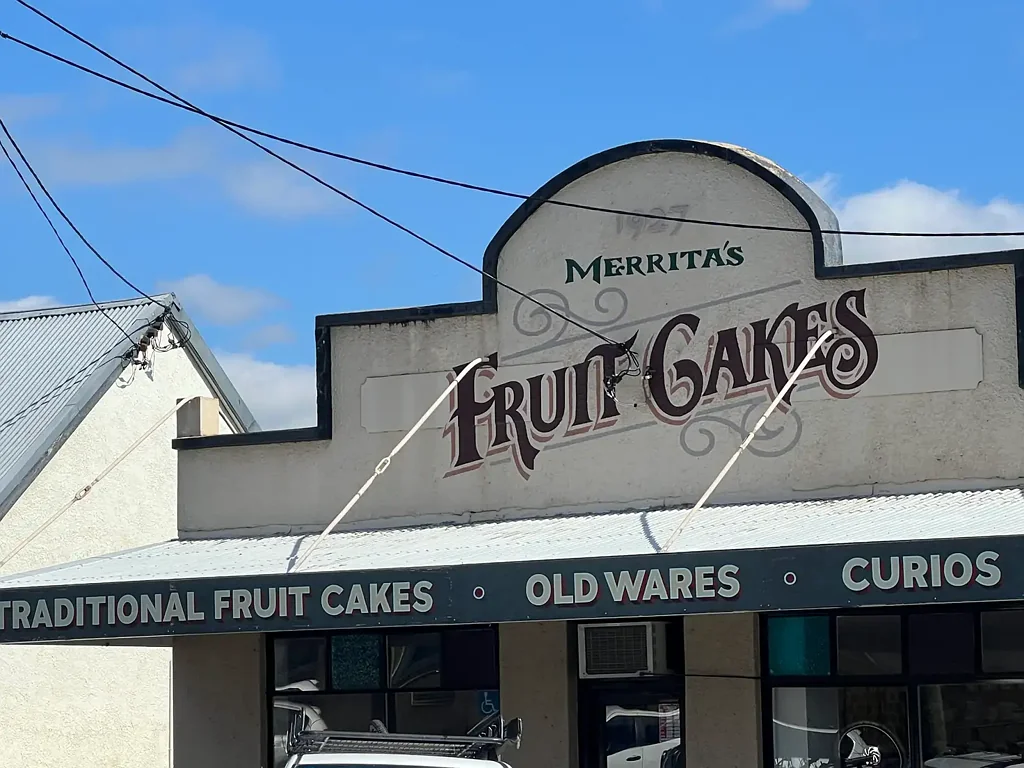 1927
MERRITA'S
FRUIT CAKES
TRADITIONAL FRUIT CAKES • OLD WARES • CURIOS